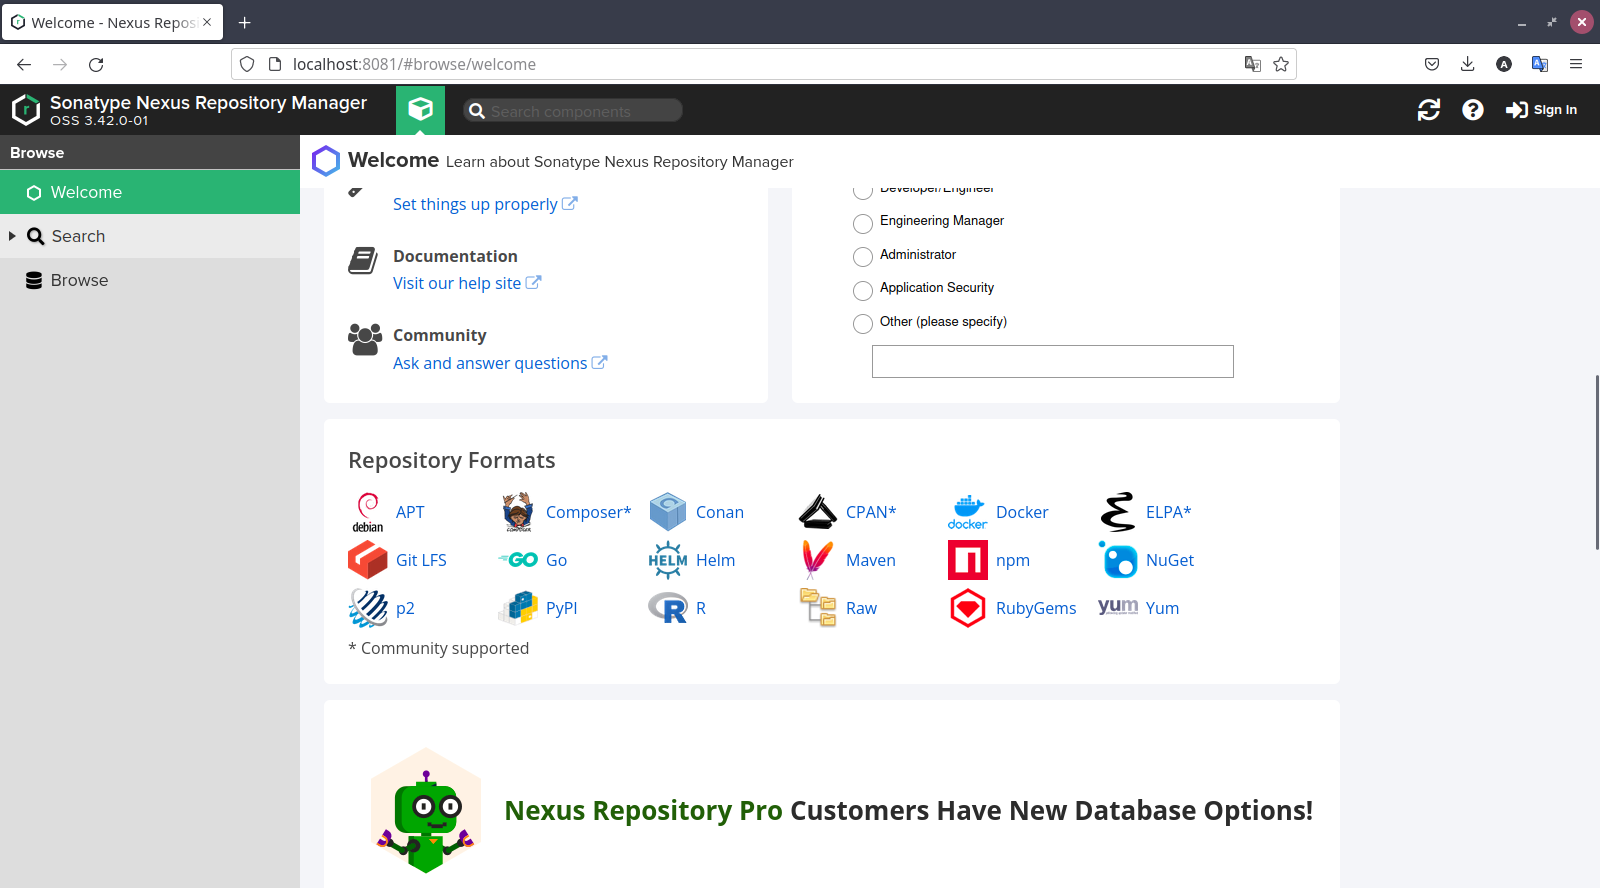 Welcome - Nexus Repos
localhost:8081/#browse/welcome
Sonatype Nexus Repository Manager
OSS 3.42.0-01
Search components
Sign In
Browse
Welcome
Search
Browse
Welcome Learn about Sonatype Nexus Repository Manager
Set things up properly
Documentation
Visit our help site
Community
Ask and answer questions
Developer/Engineer
Engineering Manager
Administrator
Application Security
Other (please specify)
Repository Formats
debian APT
Composer*
Conan
CPAN*
docker Docker
ELPA*
Git LFS
GO Go
HELM Helm
Maven
npm
NuGet
p2
PyPI
R R
Raw
RubyGems
yum Yum
* Community supported
Nexus Repository Pro Customers Have New Database Options!